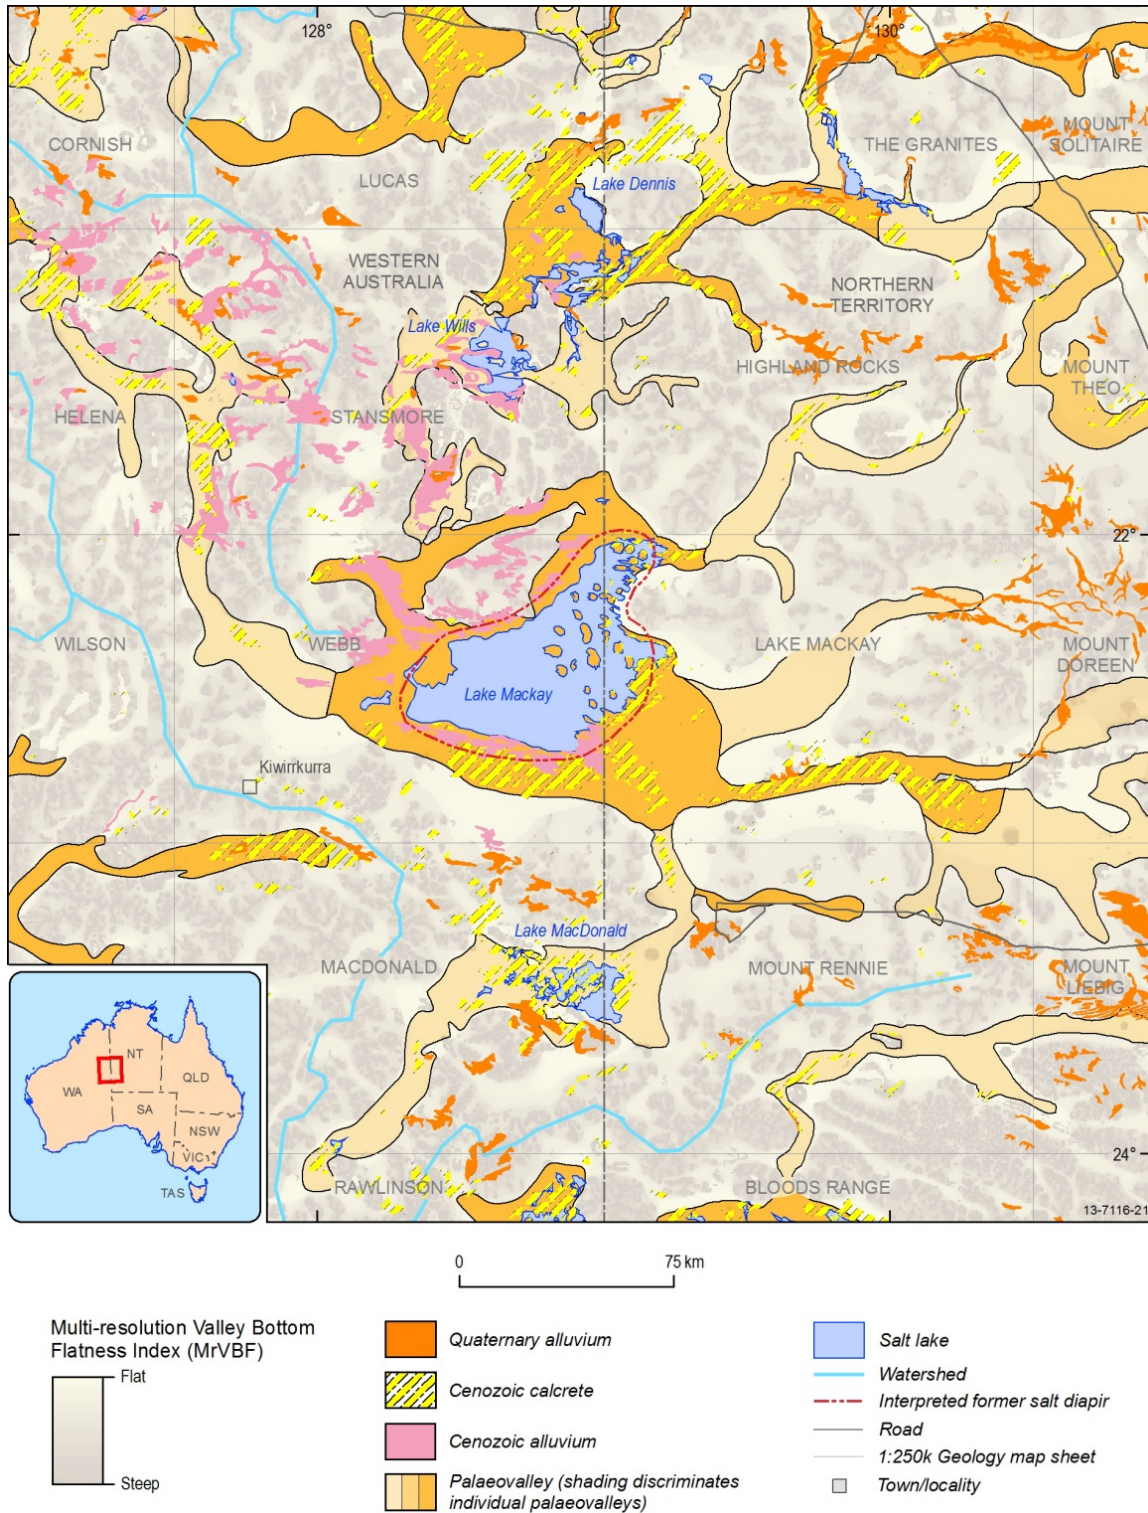 128°
130°
CORNISH
LUCAS
THE GRANITES
MOUNT
SOLITAIRE
Lake Dennis
WESTERN
AUSTRALIA
NORTHERN
TERRITORY
Lake Wills
HIGHLAND ROCKS
MOUNT
THEO
HELENA
STANSMORE
22°
WILSON
WEBB
LAKE MACKAY
MOUNT
DOREEN
Lake Mackay
Kiwirrkurra
Lake MacDonald
MACDONALD
MOUNT RENNIE
MOUNT
LIEBIG
NT
WA
QLD
SA
NSW
VIC
TAS
24°
RAWLINSON
BLOODS RANGE
13-7116-21
0
75 km
Multi-resolution Valley Bottom
Flatness Index (MrVBF)
Flat
Steep
Quaternary alluvium
Cenozoic calcrete
Cenozoic alluvium
Palaeovalley (shading discriminates
individual palaeovalleys)
Salt lake
Watershed
Interpreted former salt diapir
Road
1:250k Geology map sheet
Town/locality